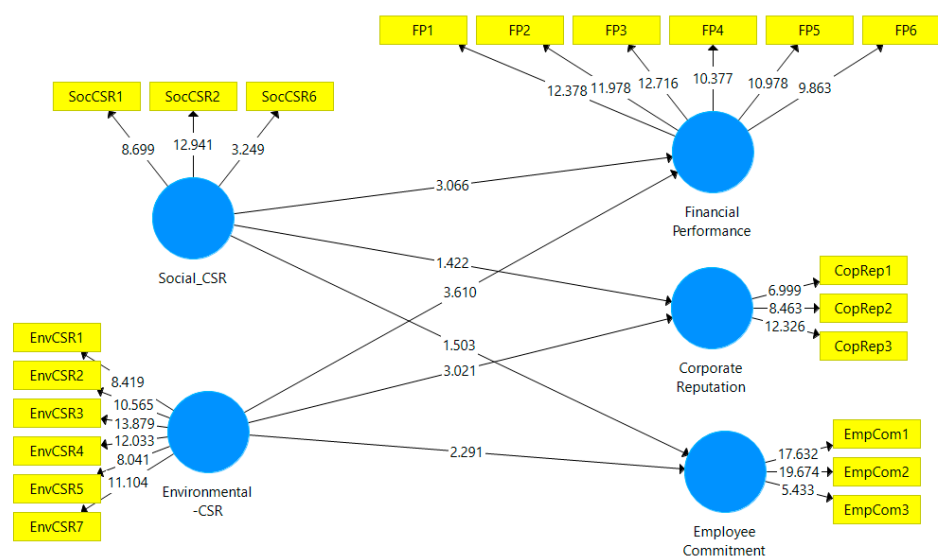 FP1 FP2 FP3 FP4 FP5 FP6
12.378 11.978 12.716 10.377 10.978 9.863
SocCSR1 SocCSR2 SocCSR6
8.699 12.941 3.249
Social_CSR
Financial
Performance
3.066
1.422
3.610
1.503
3.021
2.291
CopRep1
CopRep2
CopRep3
6.999
8.463
12.326
Corporate
Reputation
EnvCSR1
EnvCSR2
EnvCSR3
EnvCSR4
EnvCSR5
EnvCSR7
8.419
10.565
13.879
12.033
8.041
11.104
Environmental
-CSR
EmpCom1
EmpCom2
EmpCom3
17.632
19.674
5.433
Employee
Commitment